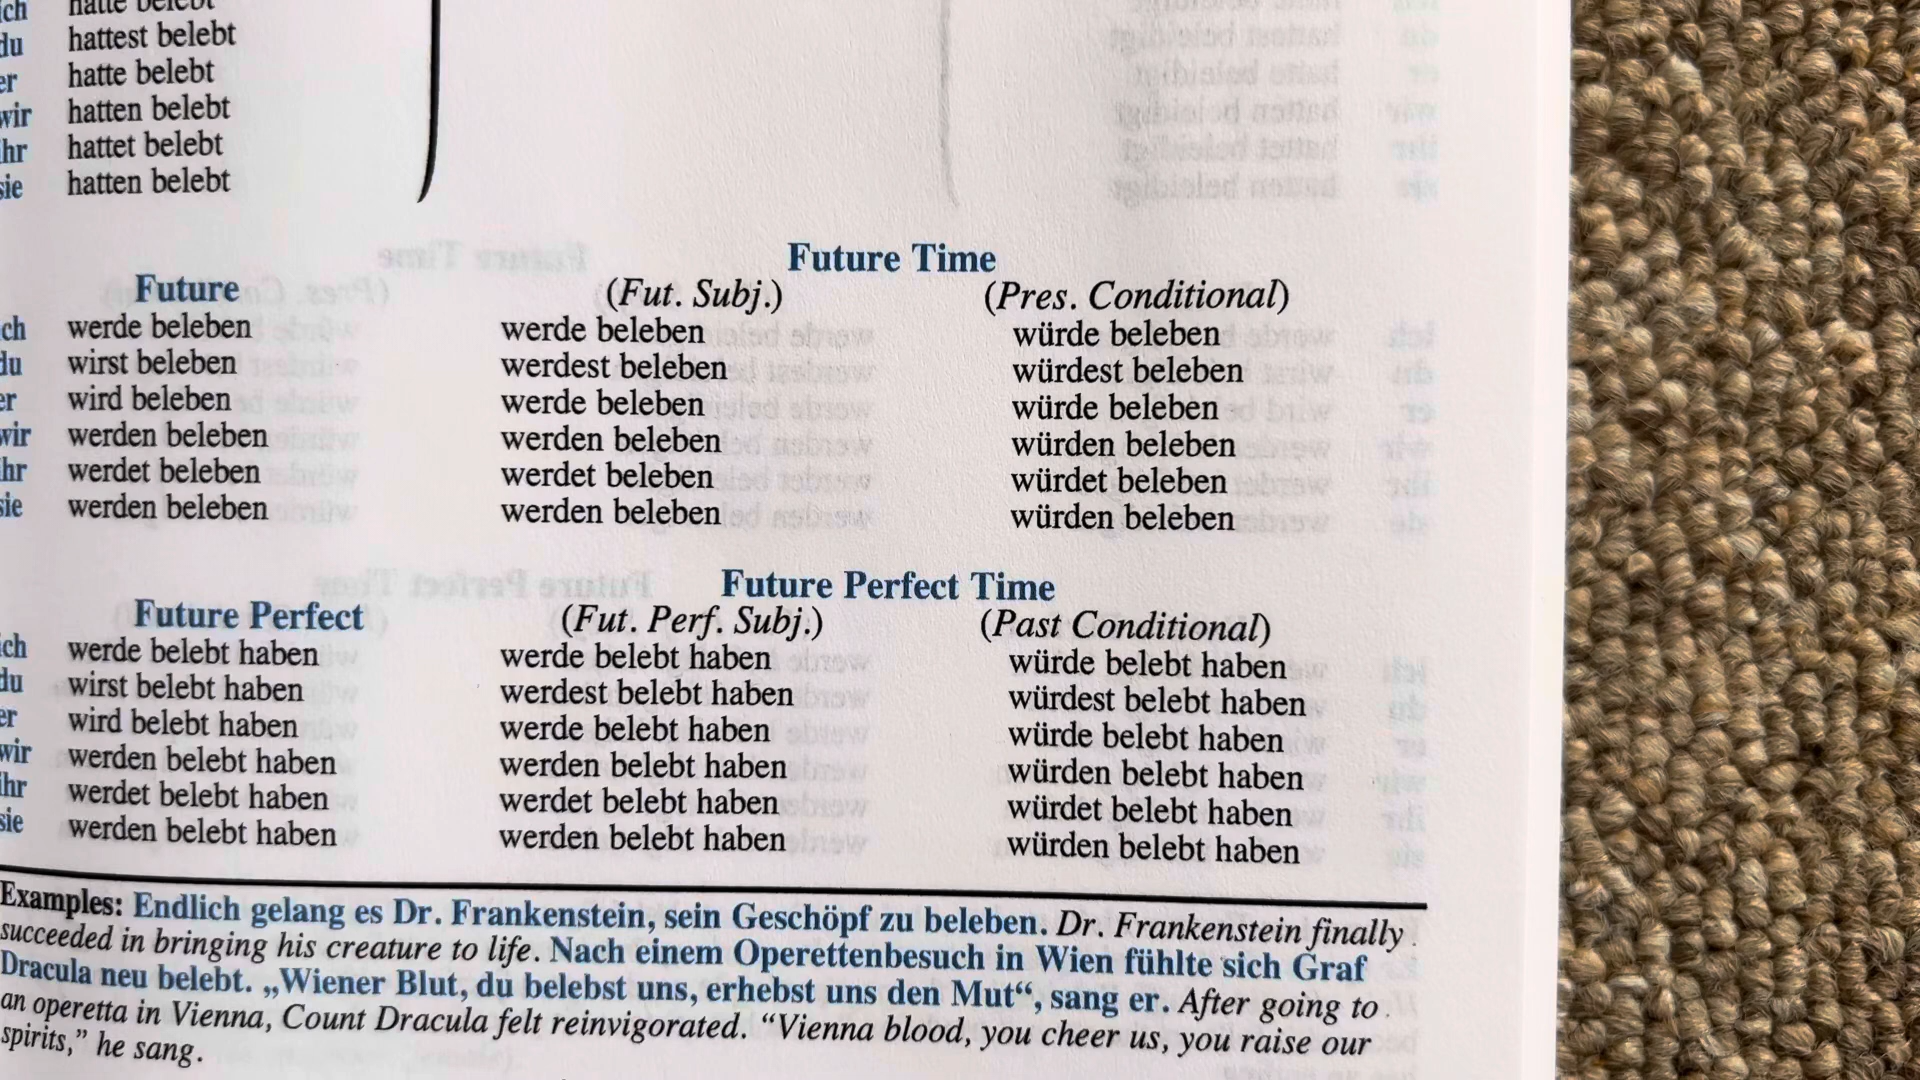 ich hatte belebt
du hattest belebt
er hatte belebt
wir hatten belebt
ihr hattet belebt
sie hatten belebt
Future Time
Future (Fut. Subj.) (Pres. Conditional)
ich werde beleben werde beleben würde beleben
du wirst beleben werdest beleben würdest beleben
er wird beleben werde beleben würde beleben
wir werden beleben werden beleben würden beleben
ihr werdet beleben werdet beleben würdet beleben
sie werden beleben werden beleben würden beleben
Future Perfect Time
Future Perfect (Fut. Perf. Subj.) (Past Conditional)
ich werde belebt haben werde belebt haben würde belebt haben
du wirst belebt haben werdest belebt haben würdest belebt haben
er wird belebt haben werde belebt haben würde belebt haben
wir werden belebt haben werden belebt haben würden belebt haben
ihr werdet belebt haben werdet belebt haben würdet belebt haben
sie werden belebt haben werden belebt haben würden belebt haben
Examples: Endlich gelang es Dr. Frankenstein, sein Geschöpf zu beleben. Dr. Frankenstein finally
succeeded in bringing his creature to life. Nach einem Operettenbesuch in Wien fühlte sich Graf
Dracula neu belebt. „Wiener Blut, du belebst uns, erhebst uns den Mut“, sang er. After going to
an operetta in Vienna, Count Dracula felt reinvigorated. “Vienna blood, you cheer us, you raise our
spirits,” he sang.